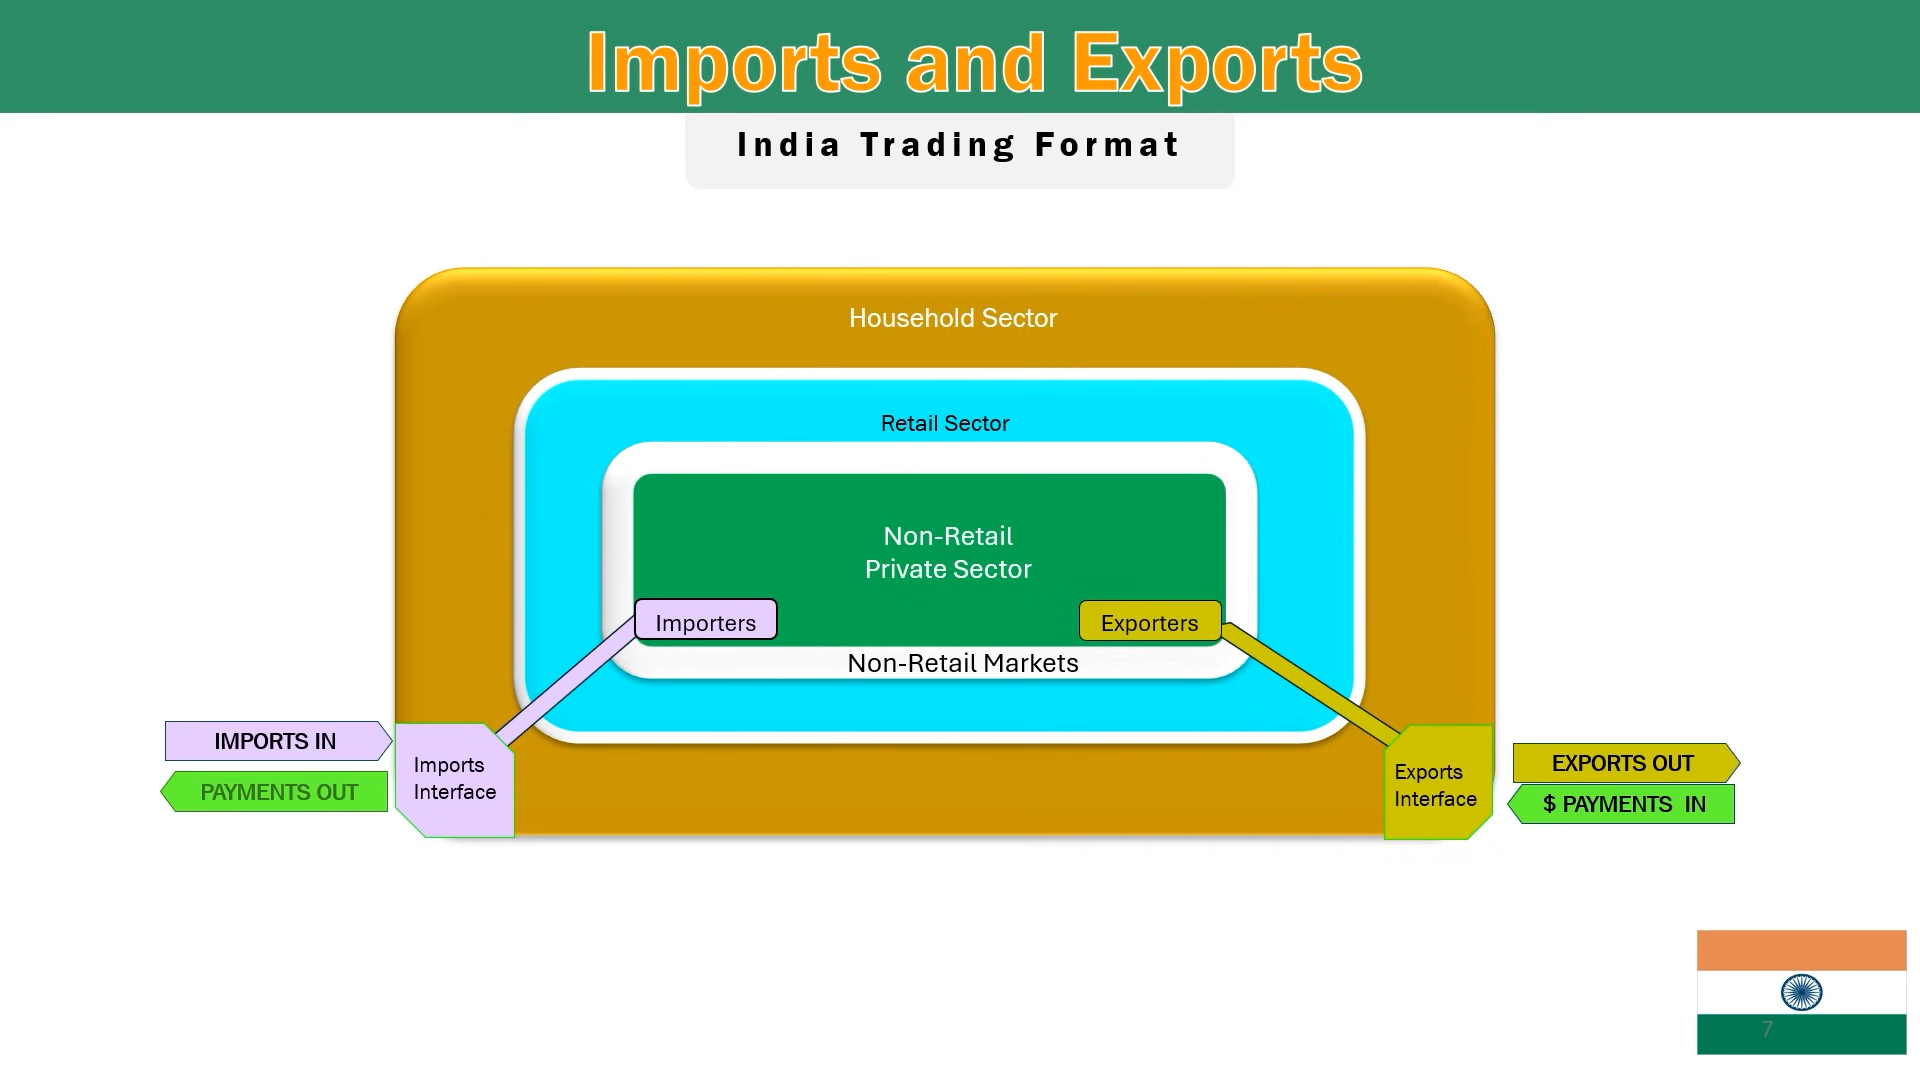 Imports and Exports
India Trading Format
Household Sector
Retail Sector
Non-Retail
Private Sector
Importers
Exporters
Non-Retail Markets
IMPORTS IN
PAYMENTS OUT
Imports
Interface
Exports
Interface
EXPORTS OUT
$ PAYMENTS  IN
7